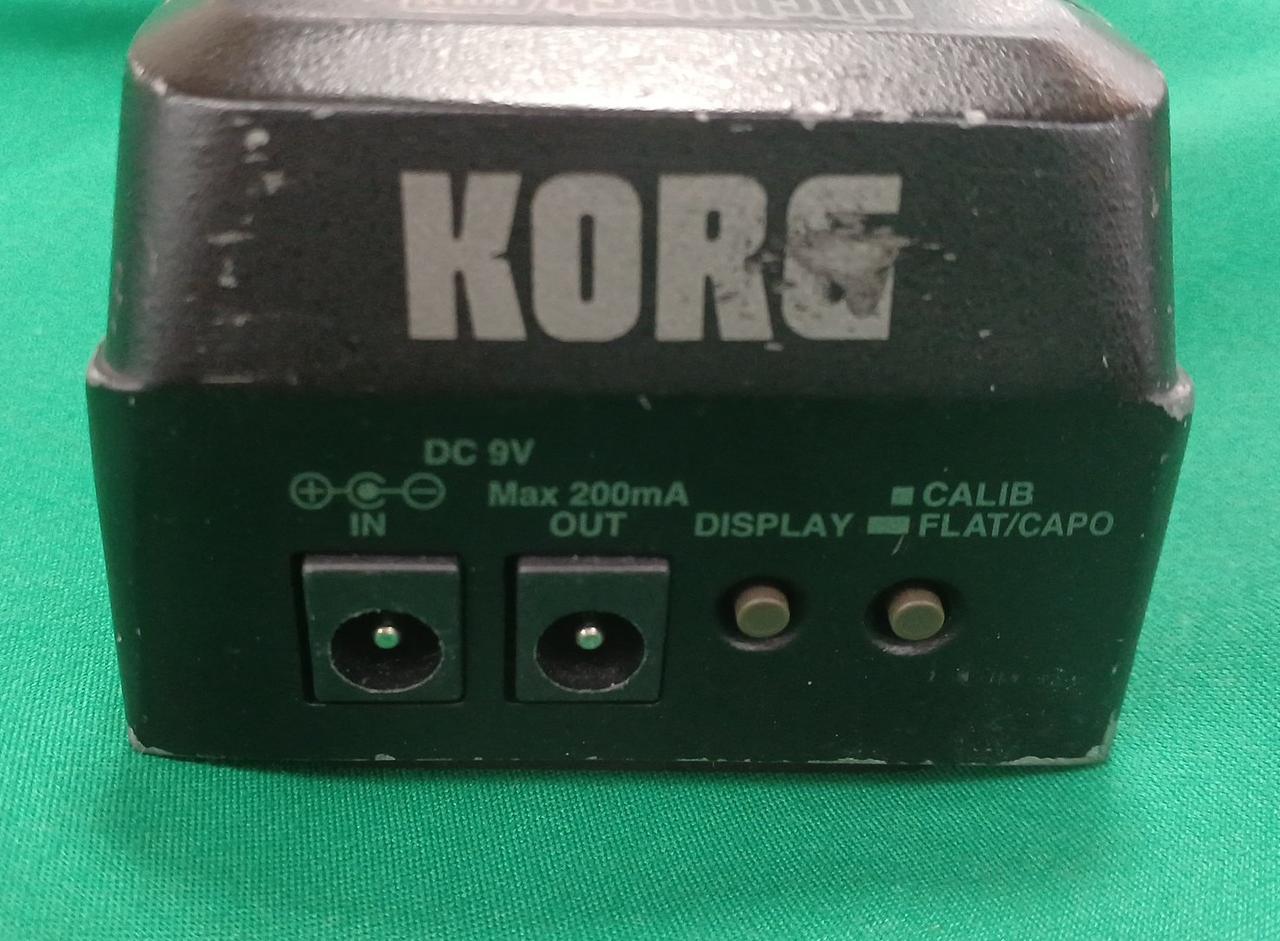 KORG
DC 9V
Max 200mA
IN
OUT
DISPLAY
CALIB
FLAT/CAPO